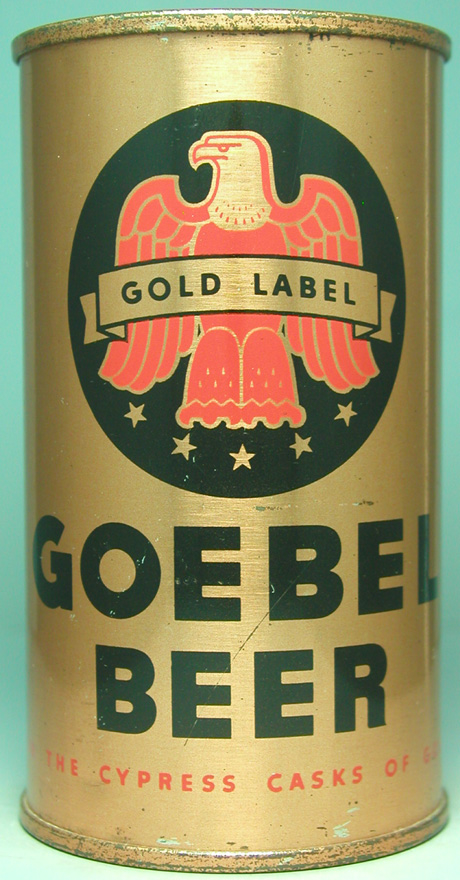 GOLD LABEL
GOEBEL
BEER
THE CYPRESS CASKS OF